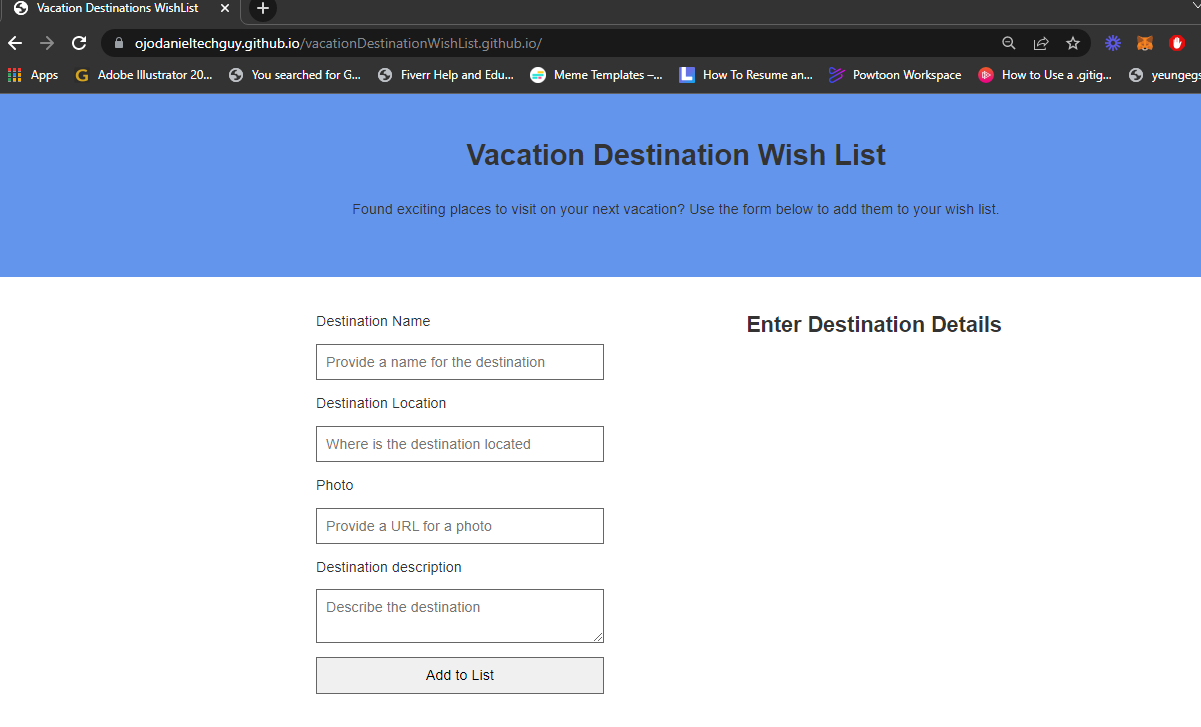 Vacation Destinations WishList
ojodanieltechguy.github.io/vacationDestinationWishList.github.io/
Apps Adobe Illustrator 20... You searched for G... Fiverr Help and Edu... Meme Templates –... How To Resume an... Powtoon Workspace How to Use a .gitig... yeungegs
Vacation Destination Wish List
Found exciting places to visit on your next vacation? Use the form below to add them to your wish list.
Destination Name
Enter Destination Details
Provide a name for the destination
Destination Location
Where is the destination located
Photo
Provide a URL for a photo
Destination description
Describe the destination
Add to List